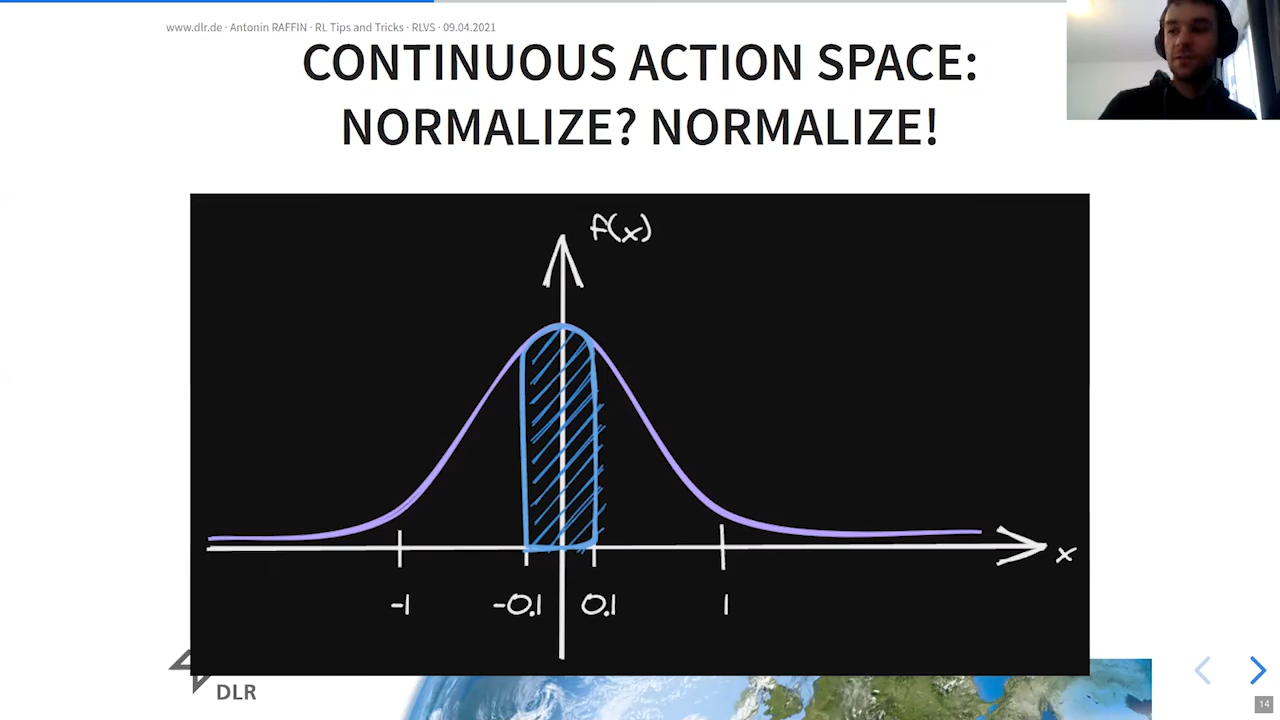 www.dlr.de · Antonin RAFFIN · RL Tips and Tricks · RLVS · 09.04.2021
CONTINUOUS ACTION SPACE:
NORMALIZE? NORMALIZE!
f(x)
x
-1
-0.1
0.1
1
DLR
14